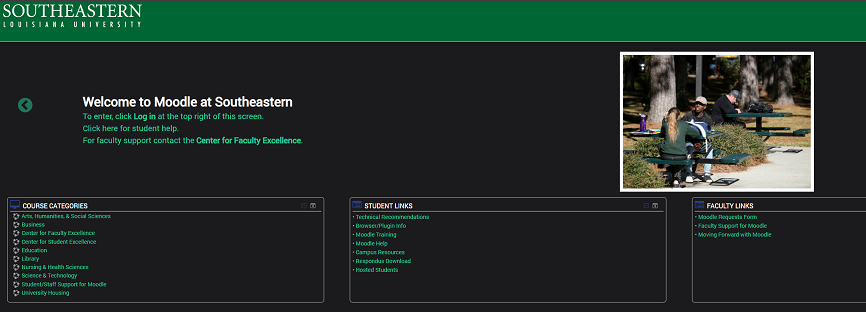 SOUTHEASTERN
LOUISIANA UNIVERSITY
Welcome to Moodle at Southeastern
To enter, click Log in at the top right of this screen.
Click here for student help.
For faculty support contact the Center for Faculty Excellence.
COURSE CATEGORIES
Arts, Humanities, & Social Sciences
Business
Center for Faculty Excellence
Center for Student Excellence
Education
Library
Nursing & Health Sciences
Science & Technology
Student/Staff Support for Moodle
University Housing
STUDENT LINKS
• Technical Recommendations
• Browser/Plugin Info
• Moodle Training
• Moodle Help
• Campus Resources
• Respondus Download
• Hosted Students
FACULTY LINKS
• Moodle Requests Form
• Faculty Support for Moodle
• Moving Forward with Moodle